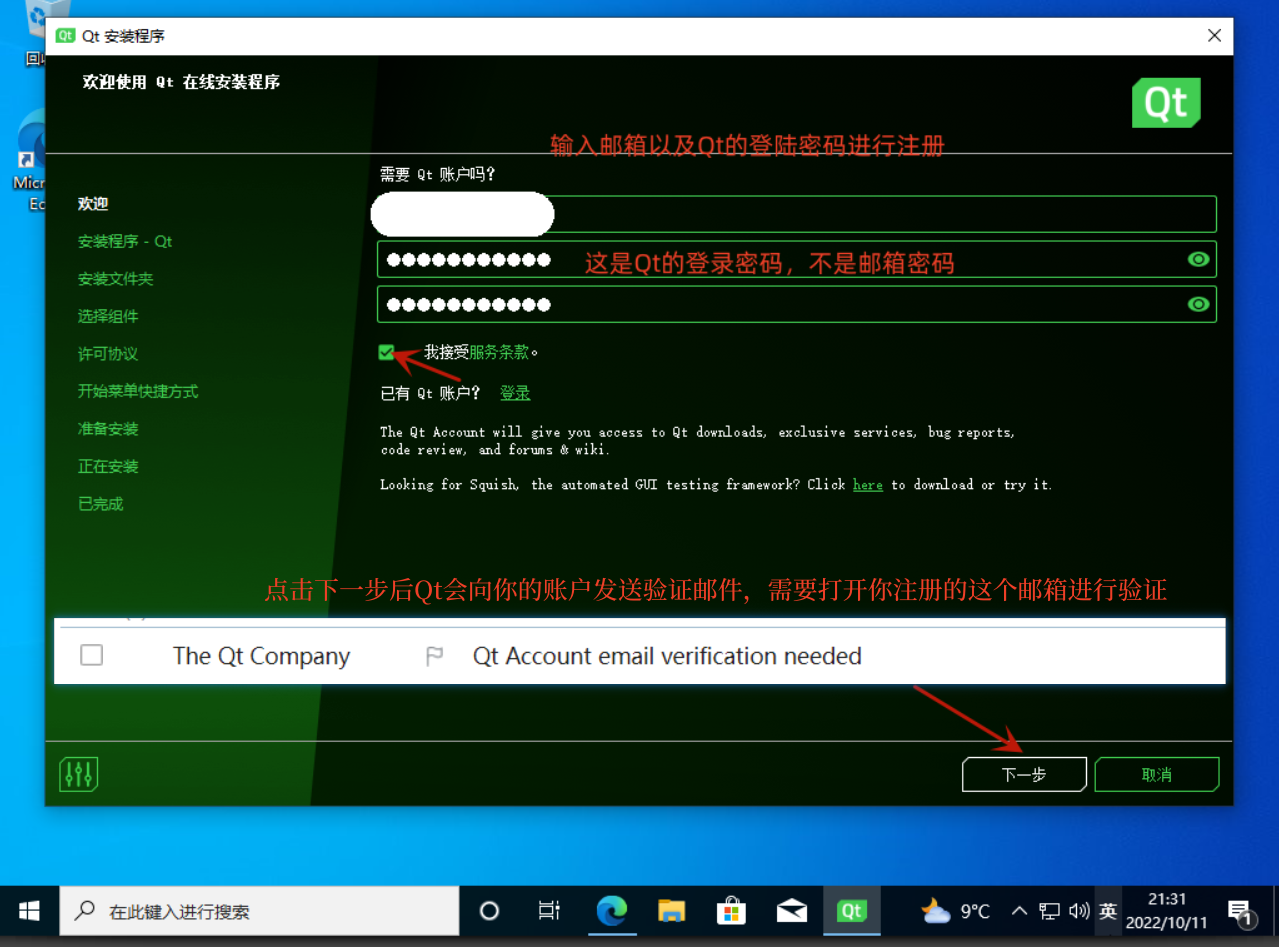 回收
Qt 安装程序
欢迎使用 Qt 在线安装程序
Qt
输入邮箱以及Qt的登陆密码进行注册
需要 Qt 账户吗?
Micr
Ec
欢迎
安装程序 - Qt
安装文件夹
选择组件
许可协议
开始菜单快捷方式
准备安装
正在安装
已完成
这是Qt的登录密码，不是邮箱密码
我接受服务条款。
已有 Qt 账户? 登录
The Qt Account will give you access to Qt downloads, exclusive services, bug reports,
code review, and forums & wiki.
Looking for Squish, the automated GUI testing framework? Click here to download or try it.
点击下一步后Qt会向你的账户发送验证邮件，需要打开你注册的这个邮箱进行验证
The Qt Company Qt Account email verification needed
下一步 取消
在此键入进行搜索
Qt
9°C
英
21:31
2022/10/11
1